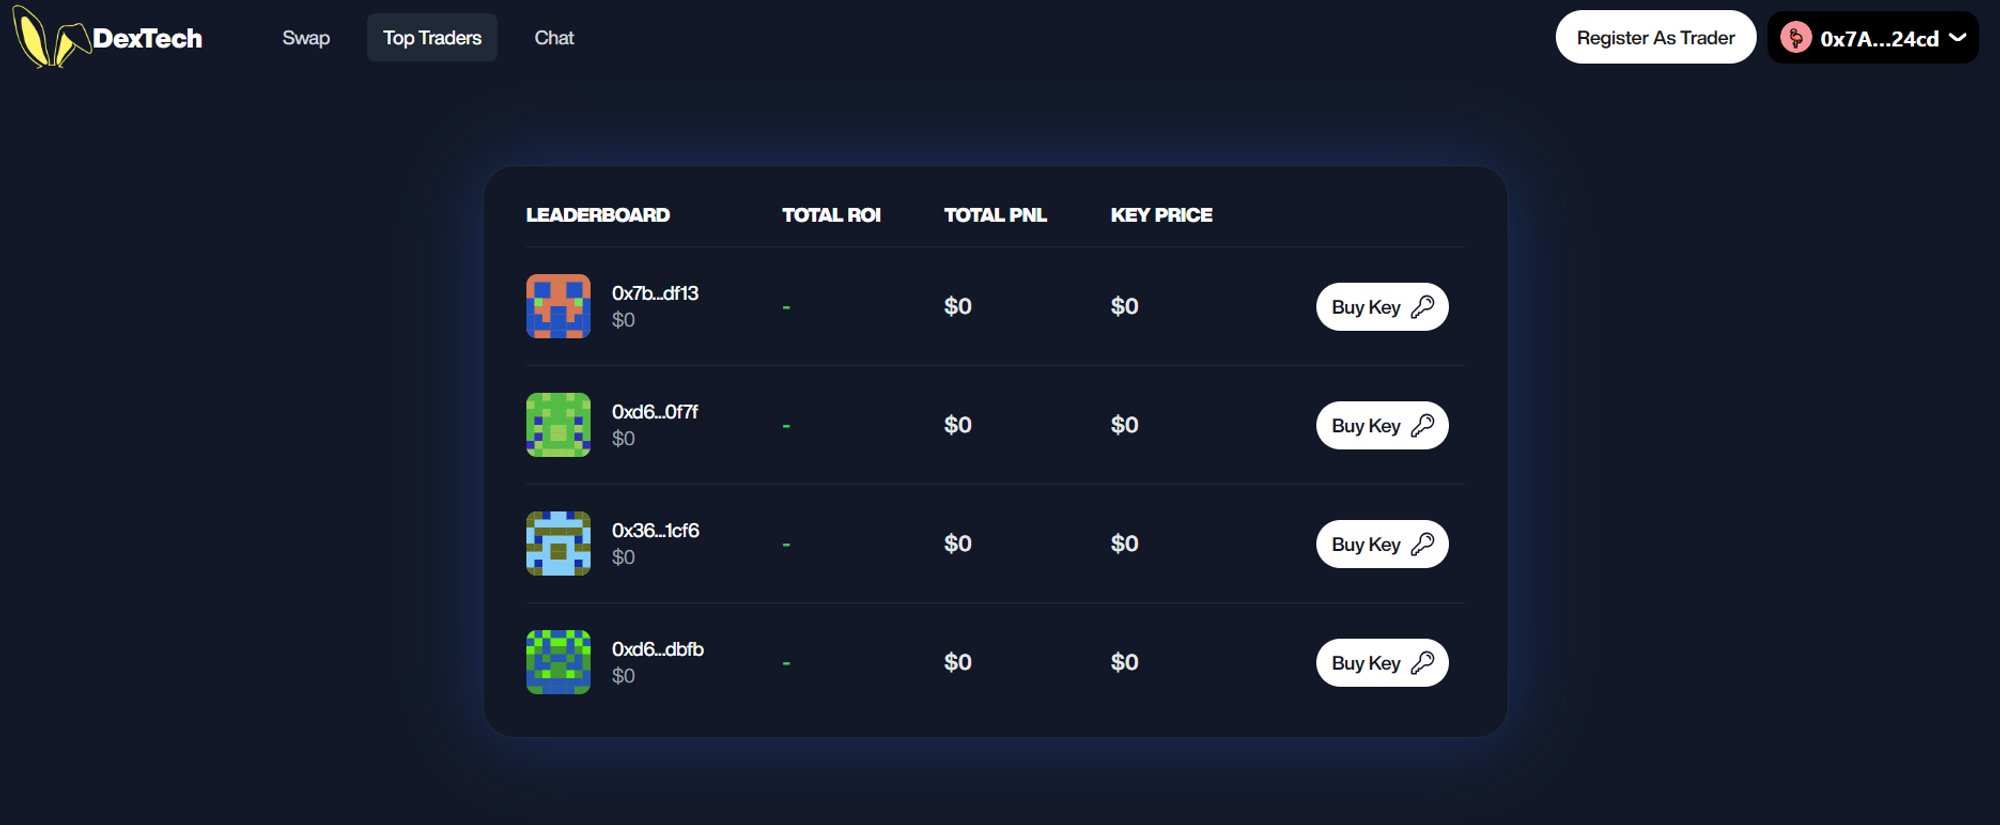 DexTech
Swap
Top Traders
Chat
Register As Trader
0x7A...24cd
LEADERBOARD TOTAL ROI TOTAL PNL KEY PRICE
0x7b...df13
$0
- $0 $0 Buy Key
0xd6...0f7f
$0
- $0 $0 Buy Key
0x36...1cf6
$0
- $0 $0 Buy Key
0xd6...dbfb
$0
- $0 $0 Buy Key